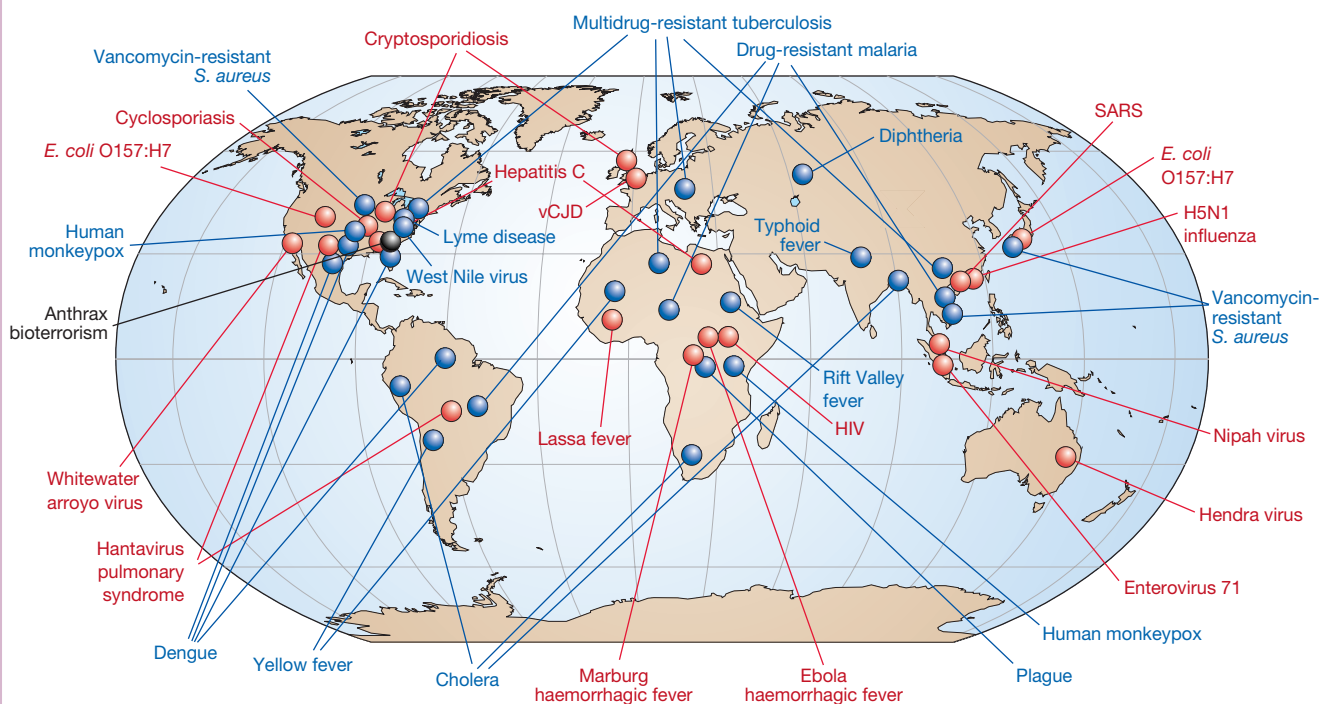 Multidrug-resistant tuberculosis
Cryptosporidiosis
Drug-resistant malaria
Vancomycin-resistant
S. aureus
Cyclosporiasis
E. coli O157:H7
SARS
Diphtheria
E. coli
O157:H7
Hepatitis C
vCJD
H5N1
influenza
Human
monkeypox
Lyme disease
Typhoid
fever
West Nile virus
Anthrax
bioterrorism
Vancomycin-
resistant
S. aureus
Rift Valley
fever
HIV
Lassa fever
Nipah virus
Whitewater
arroyo virus
Hendra virus
Hantavirus
pulmonary
syndrome
Enterovirus 71
Human monkeypox
Dengue
Yellow fever
Cholera
Marburg
haemorrhagic fever
Ebola
haemorrhagic fever
Plague